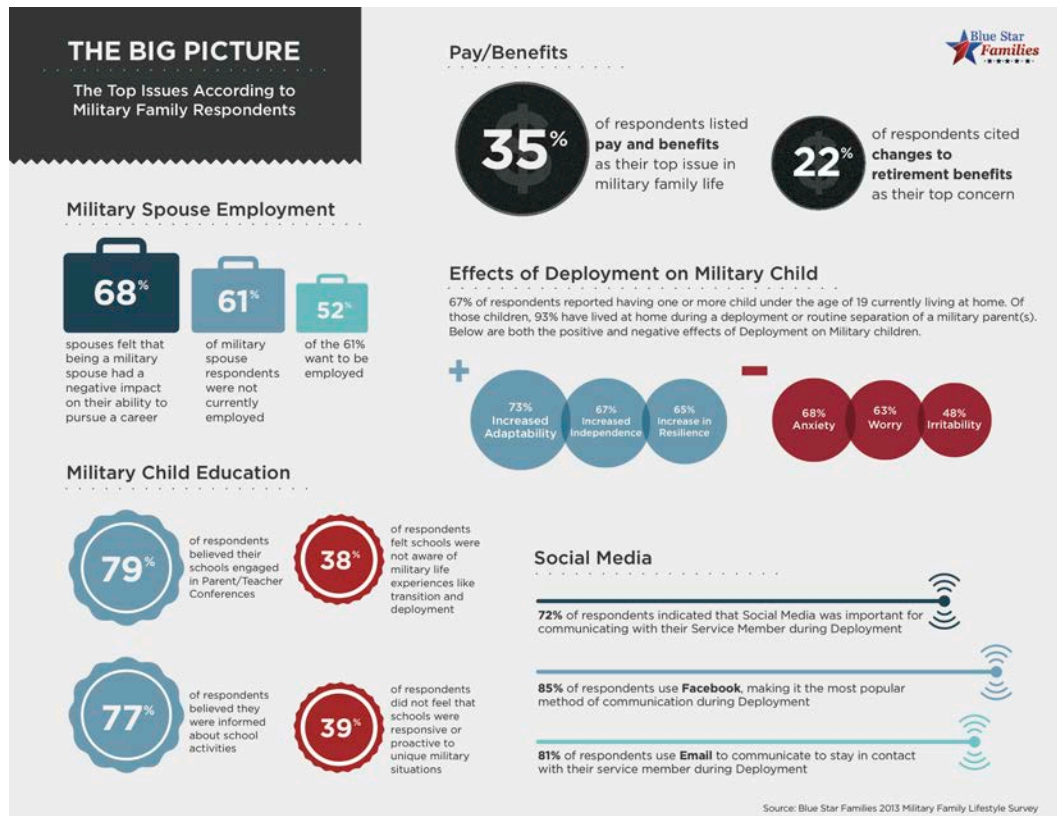 THE BIG PICTURE
The Top Issues According to
Military Family Respondents
Blue Star
Families
Pay/Benefits
35%
of respondents listed
pay and benefits
as their top issue in
military family life
22%
of respondents cited
changes to
retirement benefits
as their top concern
Military Spouse Employment
68%
spouses felt that
being a military
spouse had a
negative impact
on their ability to
pursue a career
61%
of military
spouse
respondents
were not
currently
employed
52%
of the 61%
want to be
employed
Effects of Deployment on Military Child
67% of respondents reported having one or more child under the age of 19 currently living at home. Of
those children, 93% have lived at home during a deployment or routine separation of a military parent(s).
Below are both the positive and negative effects of Deployment on Military children.
+
73%
Increased
Adaptability
67%
Increased
Independence
65%
Increase in
Resilience
–
68%
Anxiety
63%
Worry
48%
Irritability
Military Child Education
79%
of respondents
believed their
schools engaged
in Parent/Teacher
Conferences
38%
of respondents
felt schools were
not aware of
military life
experiences like
transition and
deployment
77%
of respondents
believed they
were informed
about school
activities
39%
of respondents
did not feel that
schools were
responsive or
proactive to
unique military
situations
Social Media
72% of respondents indicated that Social Media was important for
communicating with their Service Member during Deployment
85% of respondents use Facebook, making it the most popular
method of communication during Deployment
81% of respondents use Email to communicate to stay in contact
with their service member during Deployment
Source: Blue Star Families 2013 Military Family Lifestyle Survey